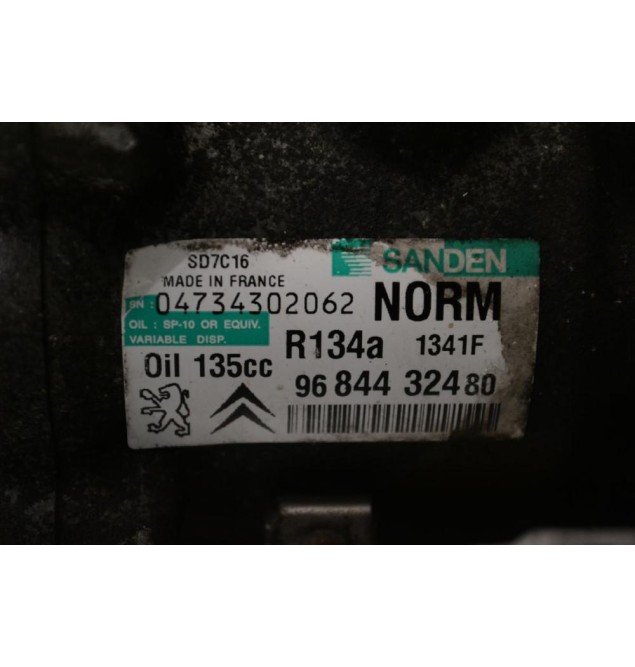 SD7C16
SANDEN
MADE IN FRANCE
SN : 04734302062 NORM
OIL : SP-10 OR EQUIV.
VARIABLE DISP.
R134a 1341F
Oil 135cc
96 844 324 80